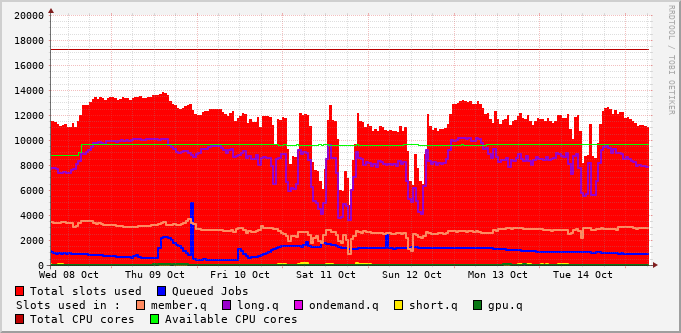 20000
18000
16000
14000
12000
10000
8000
6000
4000
2000
0
Wed 08 Oct Thu 09 Oct Fri 10 Oct Sat 11 Oct Sun 12 Oct Mon 13 Oct Tue 14 Oct
Total slots used Queued Jobs
Slots used in : member.q long.q ondemand.q short.q gpu.q
Total CPU cores Available CPU cores
RRDTOOL / TOBI OETIKER